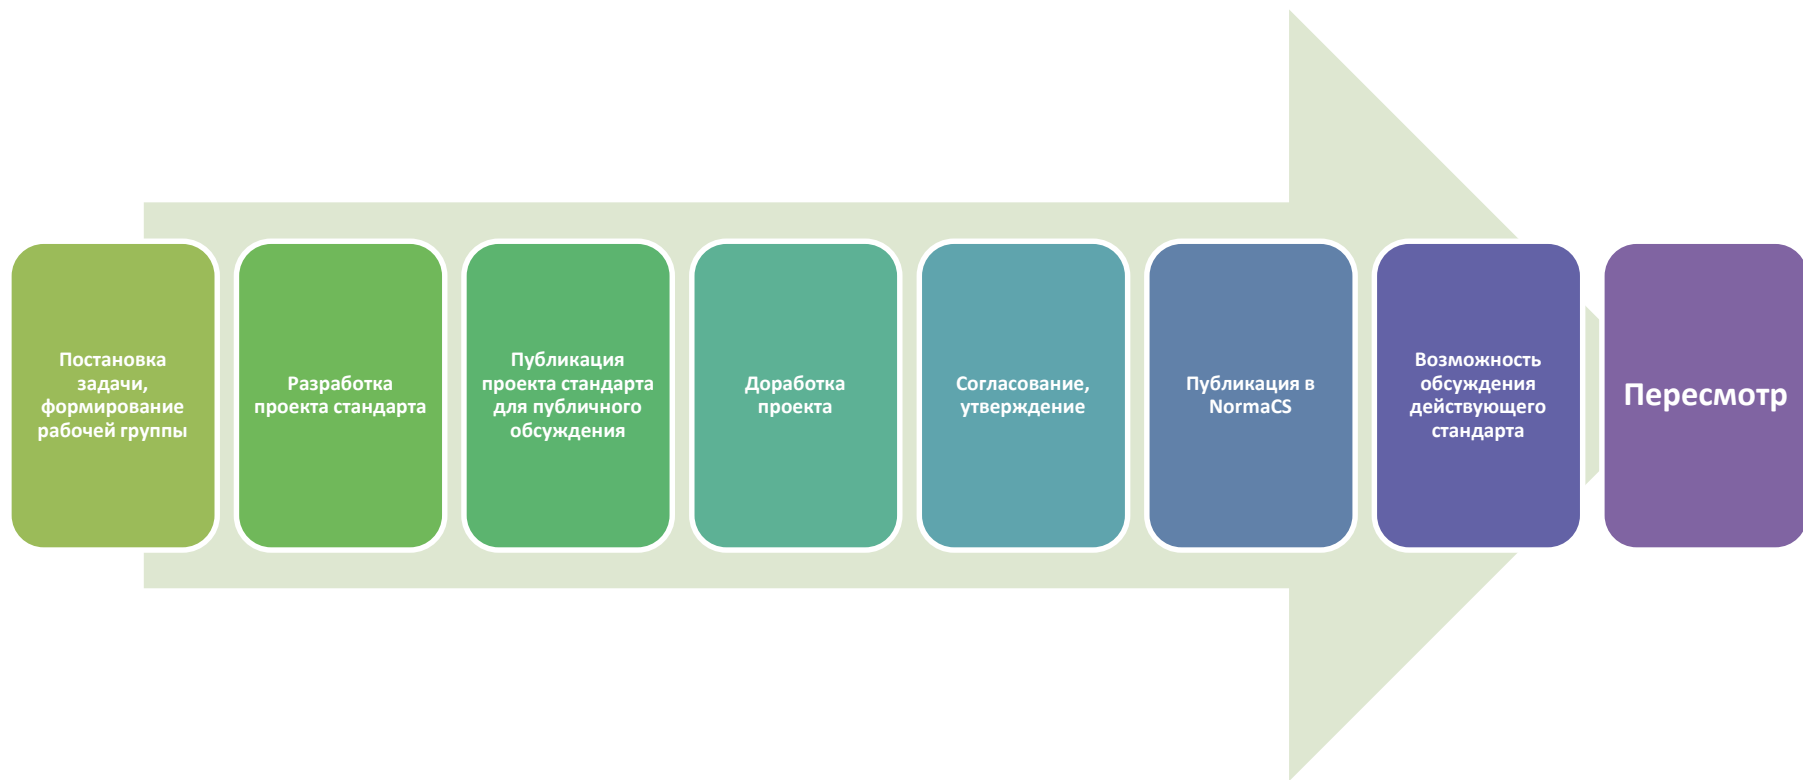 Постановка
задачи,
формирование
рабочей группы
Разработка
проекта стандарта
Публикация
проекта стандарта
для публичного
обсуждения
Доработка
проекта
Согласование,
утверждение
Публикация в
NormaCS
Возможность
обсуждения
действующего
стандарта
Пересмотр